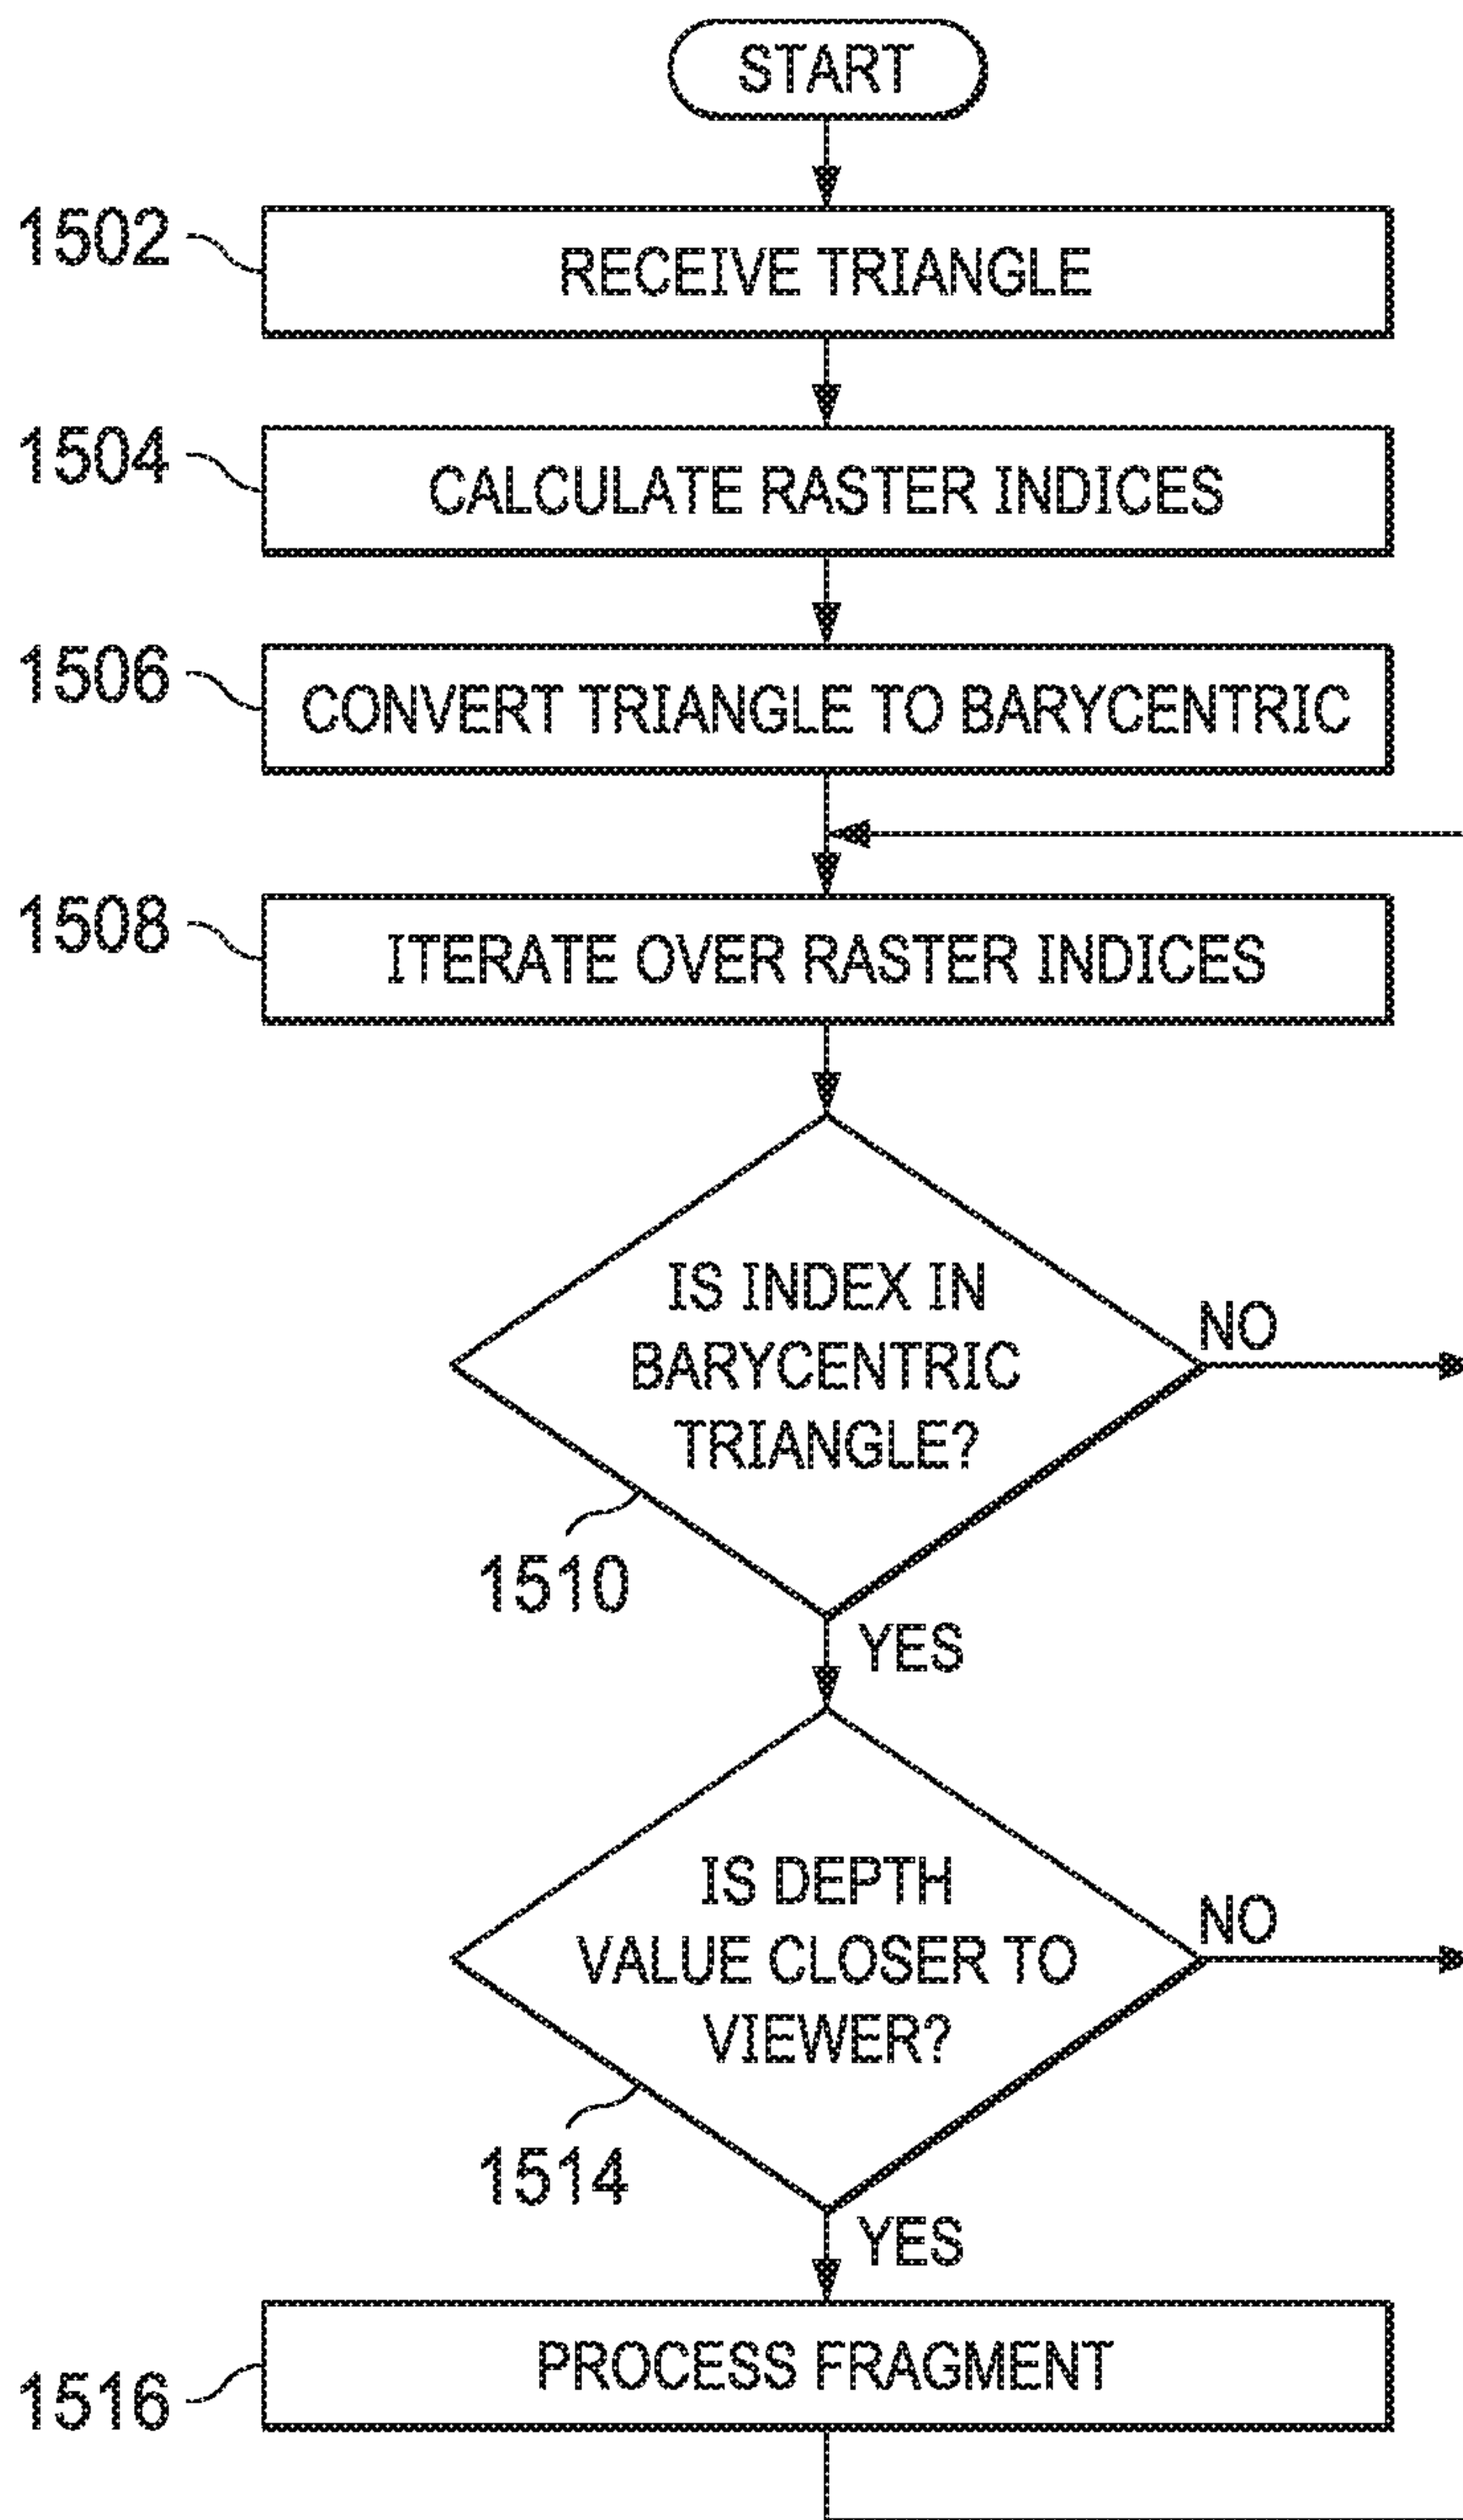 START
1502
RECEIVE TRIANGLE
1504
CALCULATE RASTER INDICES
1506
CONVERT TRIANGLE TO BARYCENTRIC
1508
ITERATE OVER RASTER INDICES
IS INDEX IN
BARYCENTRIC
TRIANGLE?
NO
1510
YES
IS DEPTH
VALUE CLOSER TO
VIEWER?
NO
1514
YES
PROCESS FRAGMENT
1516